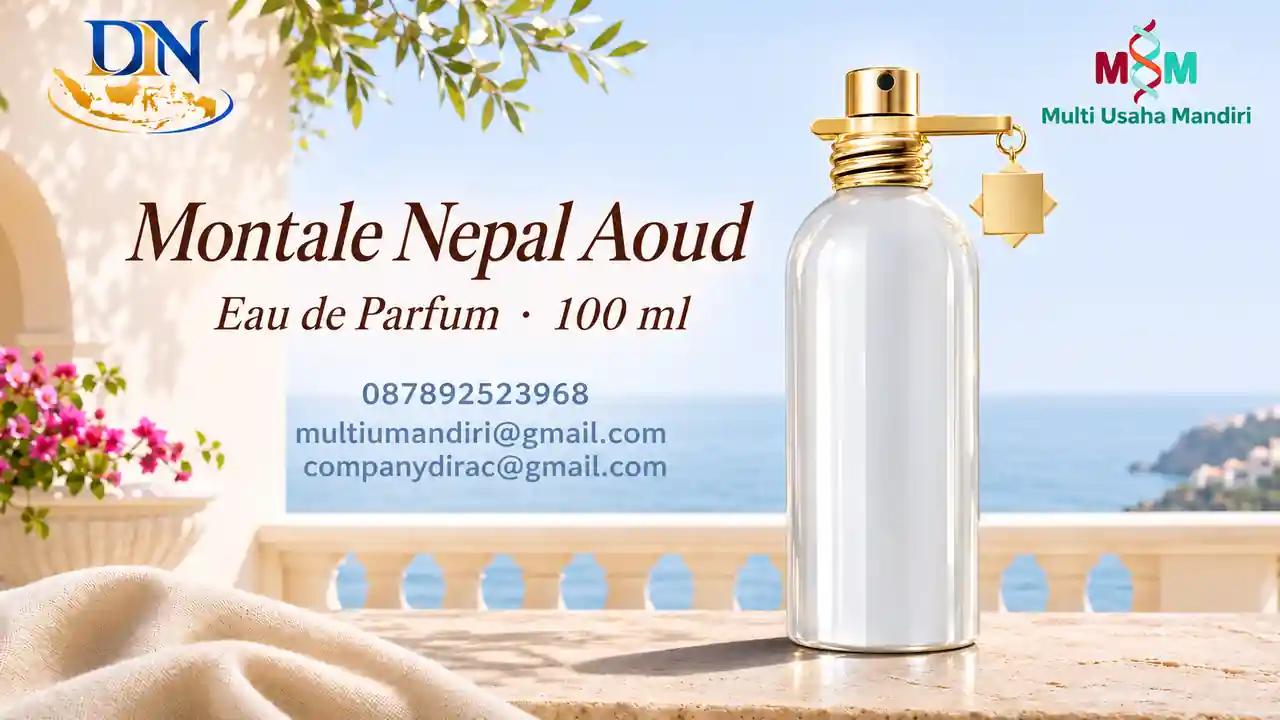 DN
MSM
Multi Usaha Mandiri
Montale Nepal Aoud
Eau de Parfum · 100 ml
087892523968
multiumandiri@gmail.com
companydirac@gmail.com